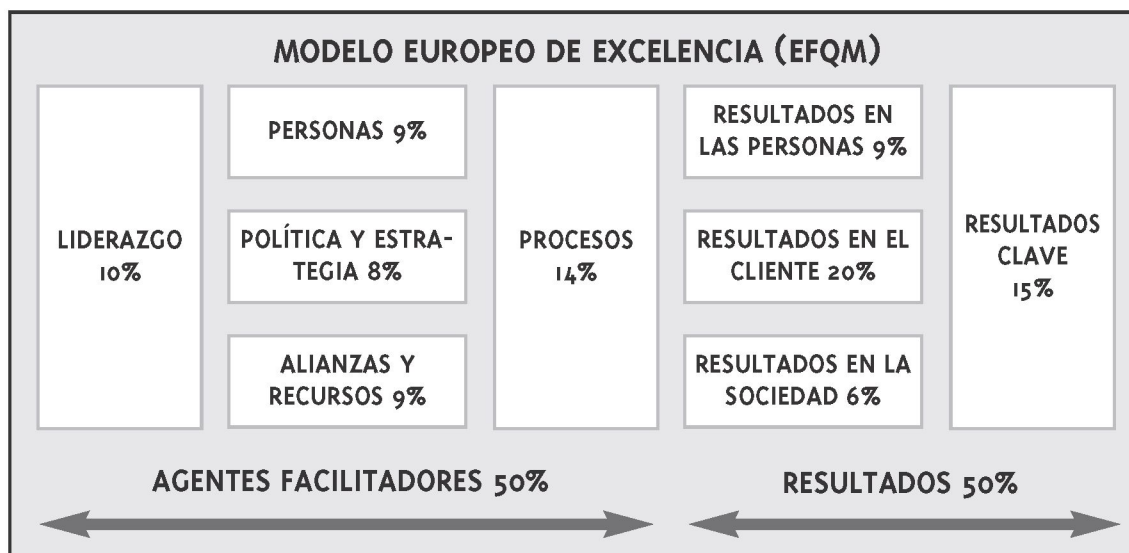 MODELO EUROPEO DE EXCELENCIA (EFQM)
LIDERAZGO
10%
PERSONAS 9%
POLÍTICA Y ESTRA-
TEGIA 8%
ALIANZAS Y
RECURSOS 9%
PROCESOS
14%
RESULTADOS EN
LAS PERSONAS 9%
RESULTADOS EN EL
CLIENTE 20%
RESULTADOS EN LA
SOCIEDAD 6%
RESULTADOS
CLAVE
15%
AGENTES FACILITADORES 50%
RESULTADOS 50%